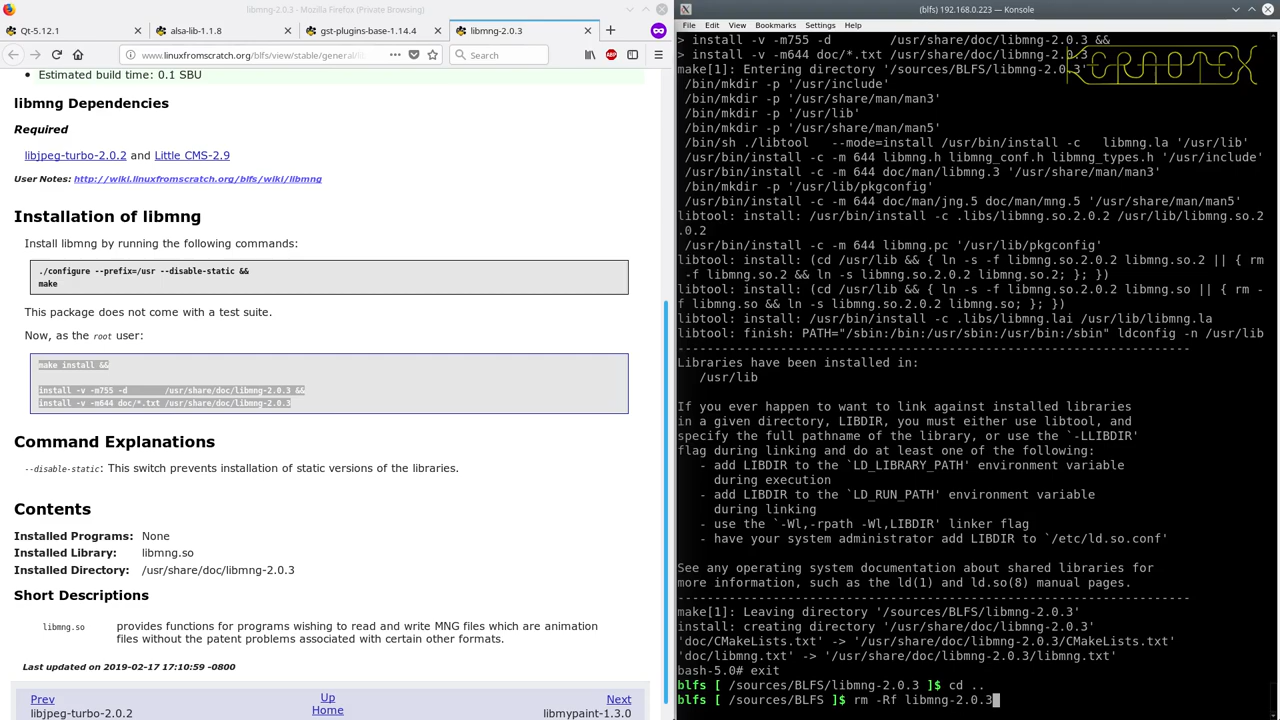 libmng-2.0.3 - Mozilla Firefox (Private Browsing)
Qt-5.12.1
alsa-lib-1.1.8
gst-plugins-base-1.14.4
libmng-2.0.3
www.linuxfromscratch.org/blfs/view/stable/general/li
Search
Estimated build time: 0.1 SBU
libmng Dependencies
Required
libjpeg-turbo-2.0.2 and Little CMS-2.9
User Notes: http://wiki.linuxfromscratch.org/blfs/wiki/libmng
Installation of libmng
Install libmng by running the following commands:
./configure --prefix=/usr --disable-static &&
make
This package does not come with a test suite.
Now, as the root user:
make install &&
install -v -m755 -d       /usr/share/doc/libmng-2.0.3 &&
install -v -m644 doc/*.txt /usr/share/doc/libmng-2.0.3
Command Explanations
--disable-static: This switch prevents installation of static versions of the libraries.
Contents
Installed Programs: None
Installed Library: libmng.so
Installed Directory: /usr/share/doc/libmng-2.0.3
Short Descriptions
libmng.so provides functions for programs wishing to read and write MNG files which are animation
files without the patent problems associated with certain other formats.
Last updated on 2019-02-17 17:10:59 -0800
Prev Up Next
libjpeg-turbo-2.0.2 Home libmypaint-1.3.0
(blfs) 192.168.0.223 — Konsole
File Edit View Bookmarks Settings Help
> install -v -m755 -d        /usr/share/doc/libmng-2.0.3 &&
> install -v -m644 doc/*.txt /usr/share/doc/libmng-2.0.3
make[1]: Entering directory '/sources/BLFS/libmng-2.0.3'
/bin/mkdir -p '/usr/include'
/bin/mkdir -p '/usr/share/man/man3'
/bin/mkdir -p '/usr/lib'
/bin/mkdir -p '/usr/share/man/man5'
/bin/sh ./libtool   --mode=install /usr/bin/install -c   libmng.la '/usr/lib'
/usr/bin/install -c -m 644 libmng.h libmng_conf.h libmng_types.h '/usr/include'
/usr/bin/install -c -m 644 doc/man/libmng.3 '/usr/share/man/man3'
/bin/mkdir -p '/usr/lib/pkgconfig'
/usr/bin/install -c -m 644 doc/man/jng.5 doc/man/mng.5 '/usr/share/man/man5'
libtool: install: /usr/bin/install -c .libs/libmng.so.2.0.2 /usr/lib/libmng.so.2
.0.2
/usr/bin/install -c -m 644 libmng.pc '/usr/lib/pkgconfig'
libtool: install: (cd /usr/lib && { ln -s -f libmng.so.2.0.2 libmng.so.2 || { rm
-f libmng.so.2 && ln -s libmng.so.2.0.2 libmng.so.2; }; })
libtool: install: (cd /usr/lib && { ln -s -f libmng.so.2.0.2 libmng.so || { rm -
f libmng.so && ln -s libmng.so.2.0.2 libmng.so; }; })
libtool: install: /usr/bin/install -c .libs/libmng.lai /usr/lib/libmng.la
libtool: finish: PATH="/sbin:/bin:/usr/sbin:/usr/bin:/sbin" ldconfig -n /usr/lib
----------------------------------------------------------------------
Libraries have been installed in:
/usr/lib
If you ever happen to want to link against installed libraries
in a given directory, LIBDIR, you must either use libtool, and
specify the full pathname of the library, or use the `-LLIBDIR'
flag during linking and do at least one of the following:
- add LIBDIR to the `LD_LIBRARY_PATH' environment variable
during execution
- add LIBDIR to the `LD_RUN_PATH' environment variable
during linking
- use the `-Wl,-rpath -Wl,LIBDIR' linker flag
- have your system administrator add LIBDIR to `/etc/ld.so.conf'
See any operating system documentation about shared libraries for
more information, such as the ld(1) and ld.so(8) manual pages.
----------------------------------------------------------------------
make[1]: Leaving directory '/sources/BLFS/libmng-2.0.3'
install: creating directory '/usr/share/doc/libmng-2.0.3'
'doc/CMakeLists.txt' -> '/usr/share/doc/libmng-2.0.3/CMakeLists.txt'
'doc/libmng.txt' -> '/usr/share/doc/libmng-2.0.3/libmng.txt'
bash-5.0# exit
blfs [ /sources/BLFS/libmng-2.0.3 ]$ cd ..
blfs [ /sources/BLFS ]$ rm -Rf libmng-2.0.3